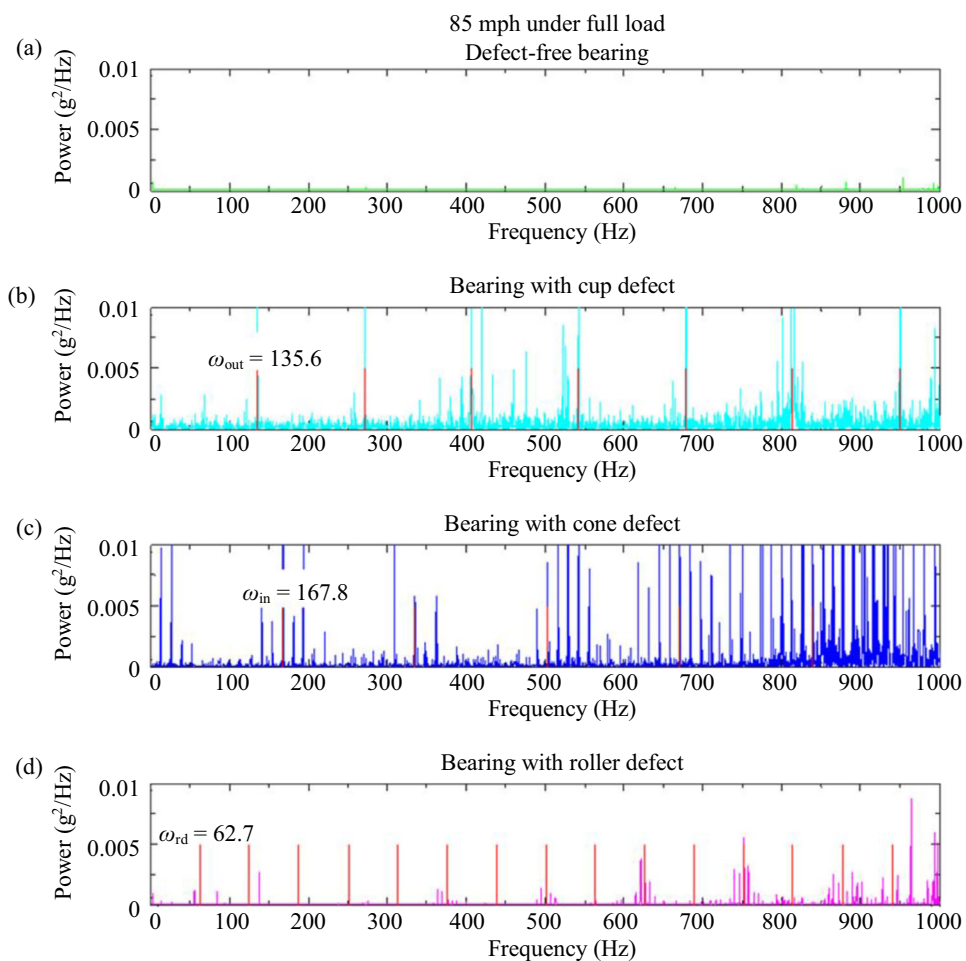 85 mph under full load
(a)
Defect-free bearing
Power (g²/Hz)
0.01
0.005
0
0 100 200 300 400 500 600 700 800 900 1000
Frequency (Hz)
(b)
Bearing with cup defect
Power (g²/Hz)
0.01
0.005
0
ω_out = 135.6
0 100 200 300 400 500 600 700 800 900 1000
Frequency (Hz)
(c)
Bearing with cone defect
Power (g²/Hz)
0.01
0.005
0
ω_in = 167.8
0 100 200 300 400 500 600 700 800 900 1000
Frequency (Hz)
(d)
Bearing with roller defect
Power (g²/Hz)
0.01
0.005
0
ω_rd = 62.7
0 100 200 300 400 500 600 700 800 900 1000
Frequency (Hz)